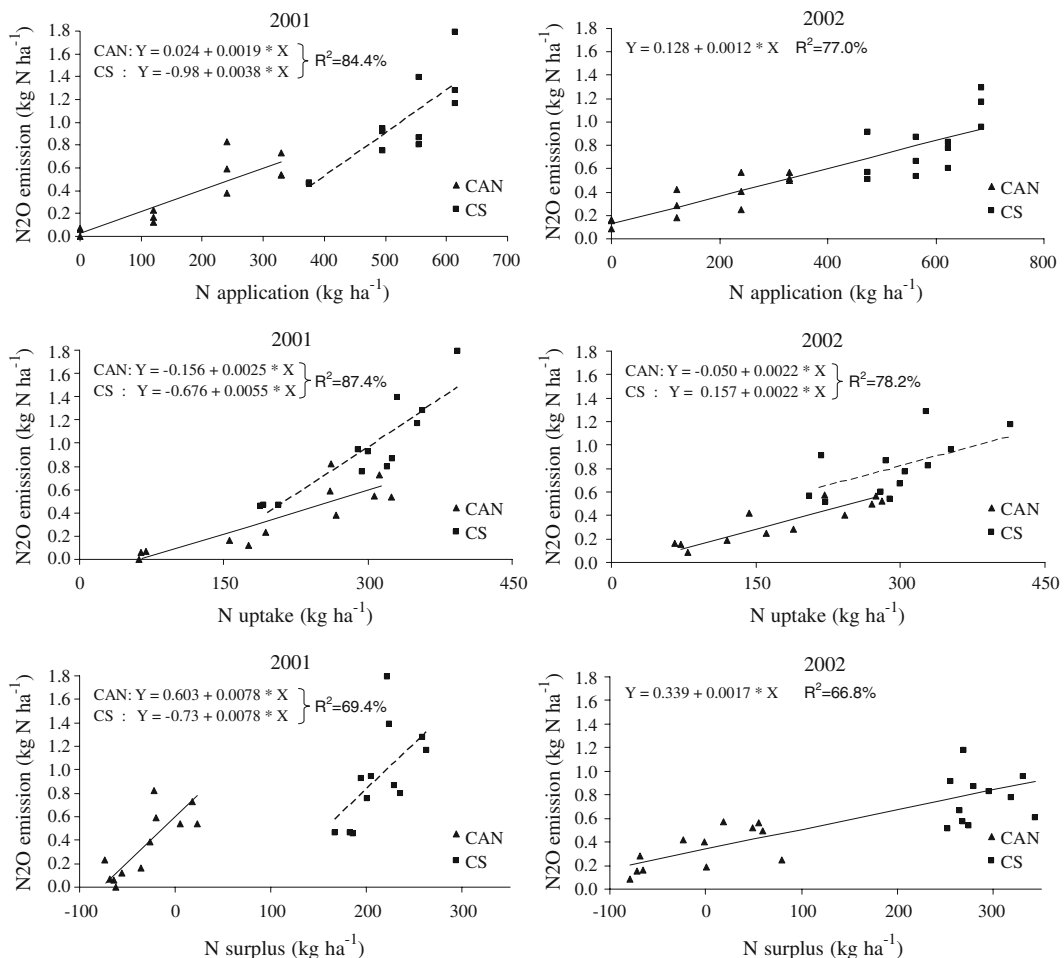 2001
CAN: Y = 0.024 + 0.0019 * X
CS : Y = -0.98 + 0.0038 * X
R²=84.4%
N2O emission (kg N ha⁻¹)
1.8
1.6
1.4
1.2
1.0
0.8
0.6
0.4
0.2
0.0
0 100 200 300 400 500 600 700
N application (kg ha⁻¹)
CAN
CS
2002
Y = 0.128 + 0.0012 * X R²=77.0%
N2O emission (kg N ha⁻¹)
1.8
1.6
1.4
1.2
1.0
0.8
0.6
0.4
0.2
0.0
0 200 400 600 800
N application (kg ha⁻¹)
CAN
CS
2001
CAN: Y = -0.156 + 0.0025 * X
CS : Y = -0.676 + 0.0055 * X
R²=87.4%
N2O emission (kg N ha⁻¹)
1.8
1.6
1.4
1.2
1.0
0.8
0.6
0.4
0.2
0.0
0 150 300 450
N uptake (kg ha⁻¹)
CAN
CS
2002
CAN: Y = -0.050 + 0.0022 * X
CS : Y = 0.157 + 0.0022 * X
R²=78.2%
N2O emission (kg N ha⁻¹)
1.8
1.6
1.4
1.2
1.0
0.8
0.6
0.4
0.2
0.0
0 150 300 450
N uptake (kg ha⁻¹)
CAN
CS
2001
CAN: Y = 0.603 + 0.0078 * X
CS : Y = -0.73 + 0.0078 * X
R²=69.4%
N2O emission (kg N ha⁻¹)
1.8
1.6
1.4
1.2
1.0
0.8
0.6
0.4
0.2
0.0
-100 0 100 200 300
N surplus (kg ha⁻¹)
CAN
CS
2002
Y = 0.339 + 0.0017 * X R²=66.8%
N2O emission (kg N ha⁻¹)
1.8
1.6
1.4
1.2
1.0
0.8
0.6
0.4
0.2
0.0
-100 0 100 200 300
N surplus (kg ha⁻¹)
CAN
CS